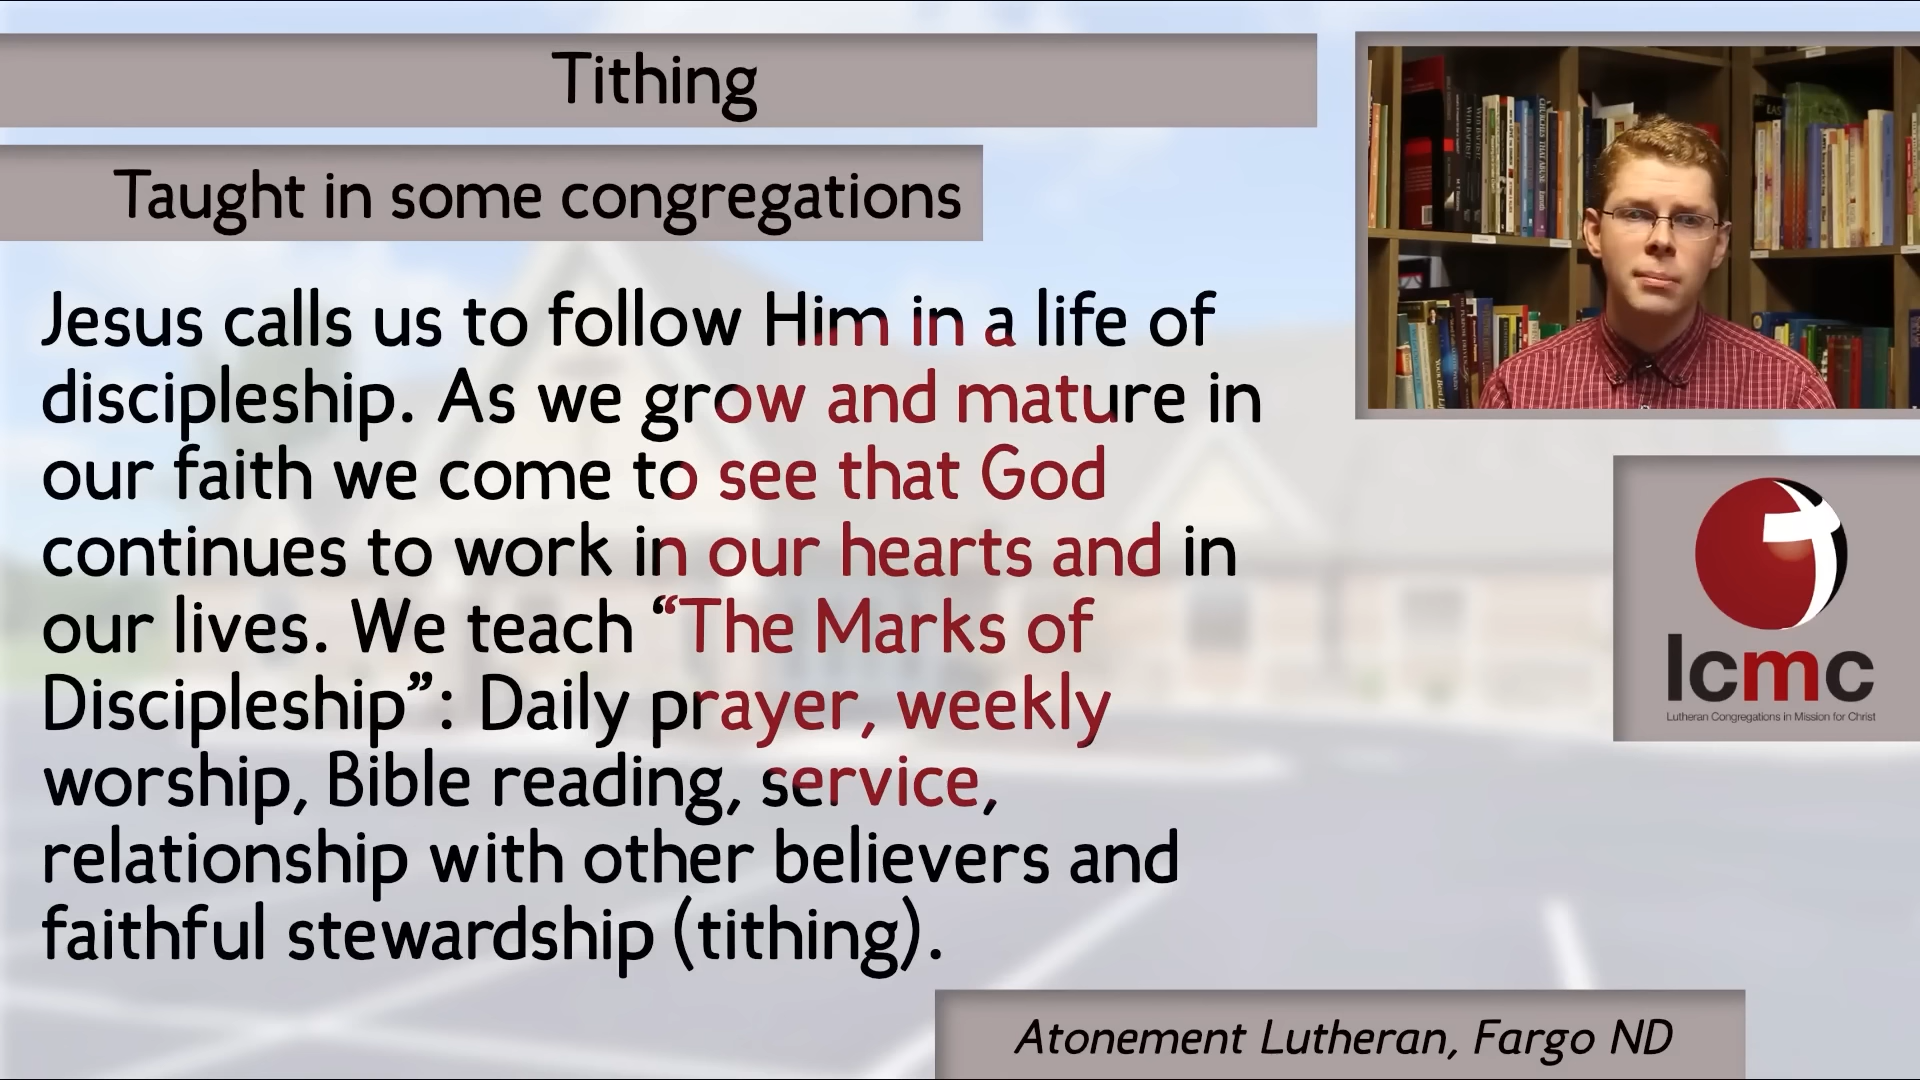 Tithing
Taught in some congregations
Jesus calls us to follow Him in a life of
discipleship. As we grow and mature in
our faith we come to see that God
continues to work in our hearts and in
our lives. We teach “The Marks of
Discipleship”: Daily prayer, weekly
worship, Bible reading, service,
relationship with other believers and
faithful stewardship (tithing).
lcmc
Lutheran Congregations in Mission for Christ
Atonement Lutheran, Fargo ND
CHURCHES THAT ABUSE